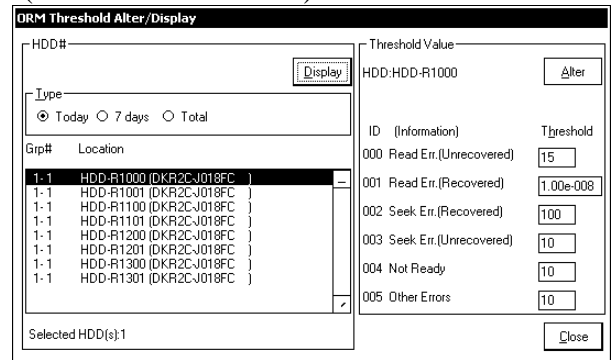 ORM Threshold Alter/Display
HDD#
Display
Type
Today 7 days Total
Grp# Location
1- 1 HDD-R1000 (DKR2C-J018FC )
1- 1 HDD-R1001 (DKR2C-J018FC )
1- 1 HDD-R1100 (DKR2C-J018FC )
1- 1 HDD-R1101 (DKR2C-J018FC )
1- 1 HDD-R1200 (DKR2C-J018FC )
1- 1 HDD-R1201 (DKR2C-J018FC )
1- 1 HDD-R1300 (DKR2C-J018FC )
1- 1 HDD-R1301 (DKR2C-J018FC )
Selected HDD(s):1
Threshold Value
HDD:HDD-R1000 Alter
ID (Information) Threshold
000 Read Err.(Unrecovered) 15
001 Read Err.(Recovered) 1.00e-008
002 Seek Err.(Recovered) 100
003 Seek Err.(Unrecovered) 10
004 Not Ready 10
005 Other Errors 10
Close